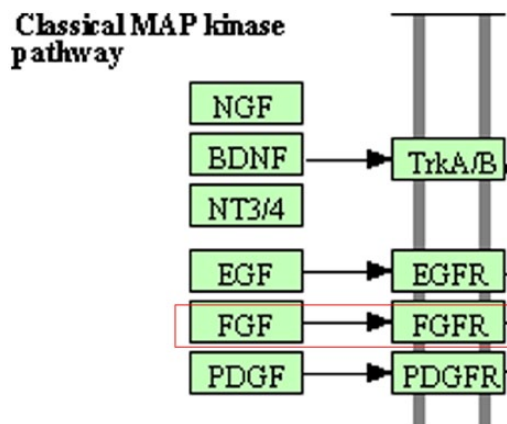 Classical MAP kinase
pathway
NGF
BDNF
TrkA/B
NT3/4
EGF
EGFR
FGF
FGFR
PDGF
PDGFR